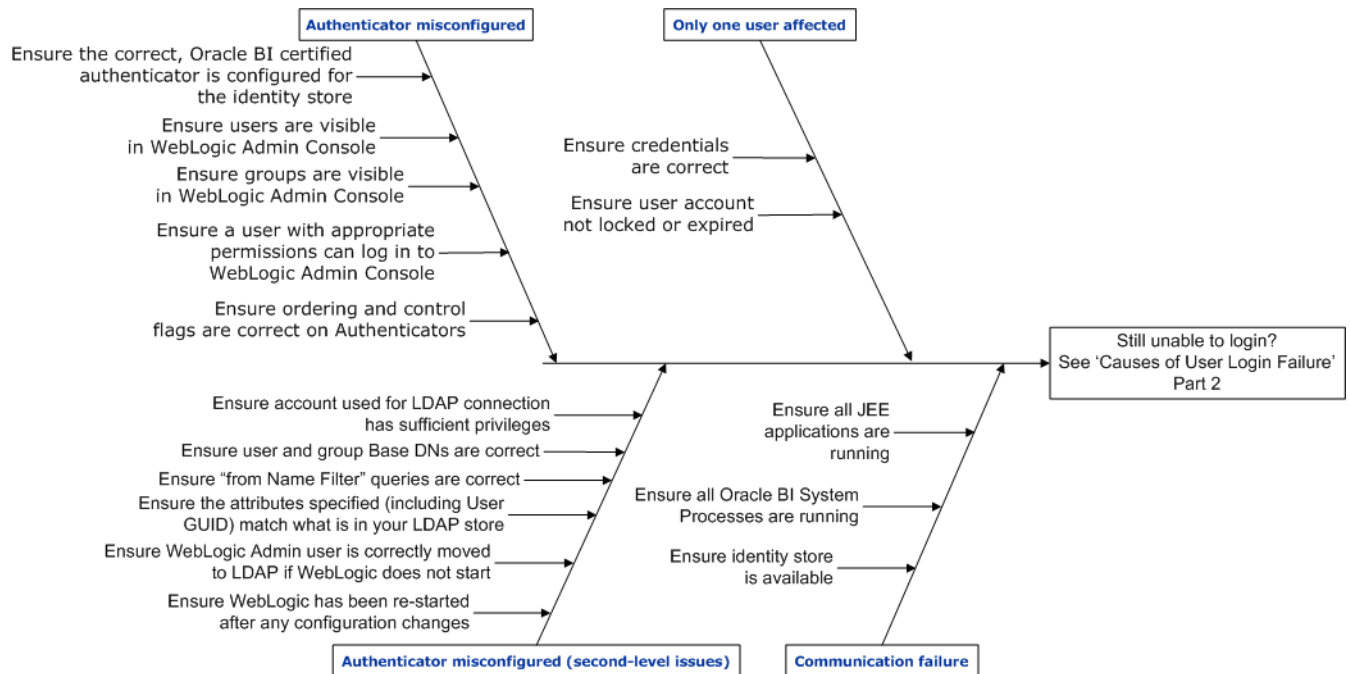 Authenticator misconfigured
Ensure the correct, Oracle BI certified
authenticator is configured for
the identity store
Ensure users are visible
in WebLogic Admin Console
Ensure groups are visible
in WebLogic Admin Console
Ensure a user with appropriate
permissions can log in to
WebLogic Admin Console
Ensure ordering and control
flags are correct on Authenticators
Only one user affected
Ensure credentials
are correct
Ensure user account
not locked or expired
Still unable to login?
See ‘Causes of User Login Failure’
Part 2
Ensure account used for LDAP connection
has sufficient privileges
Ensure user and group Base DNs are correct
Ensure “from Name Filter” queries are correct
Ensure the attributes specified (including User
GUID) match what is in your LDAP store
Ensure WebLogic Admin user is correctly moved
to LDAP if WebLogic does not start
Ensure WebLogic has been re-started
after any configuration changes
Authenticator misconfigured (second-level issues)
Ensure all JEE
applications are
running
Ensure all Oracle BI System
Processes are running
Ensure identity store
is available
Communication failure